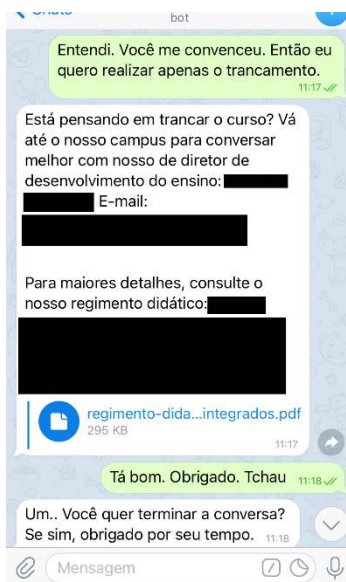 bot
Entendi. Você me convenceu. Então eu
quero realizar apenas o trancamento.
11:17
Está pensando em trancar o curso? Vá
até o nosso campus para conversar
melhor com nosso de diretor de
desenvolvimento do ensino:
E-mail:
Para maiores detalhes, consulte o
nosso regimento didático:
regimento-dida...integrados.pdf
295 KB
11:17
Tá bom. Obrigado. Tchau 11:18
Um.. Você quer terminar a conversa?
Se sim, obrigado por seu tempo. 11:18
Mensagem